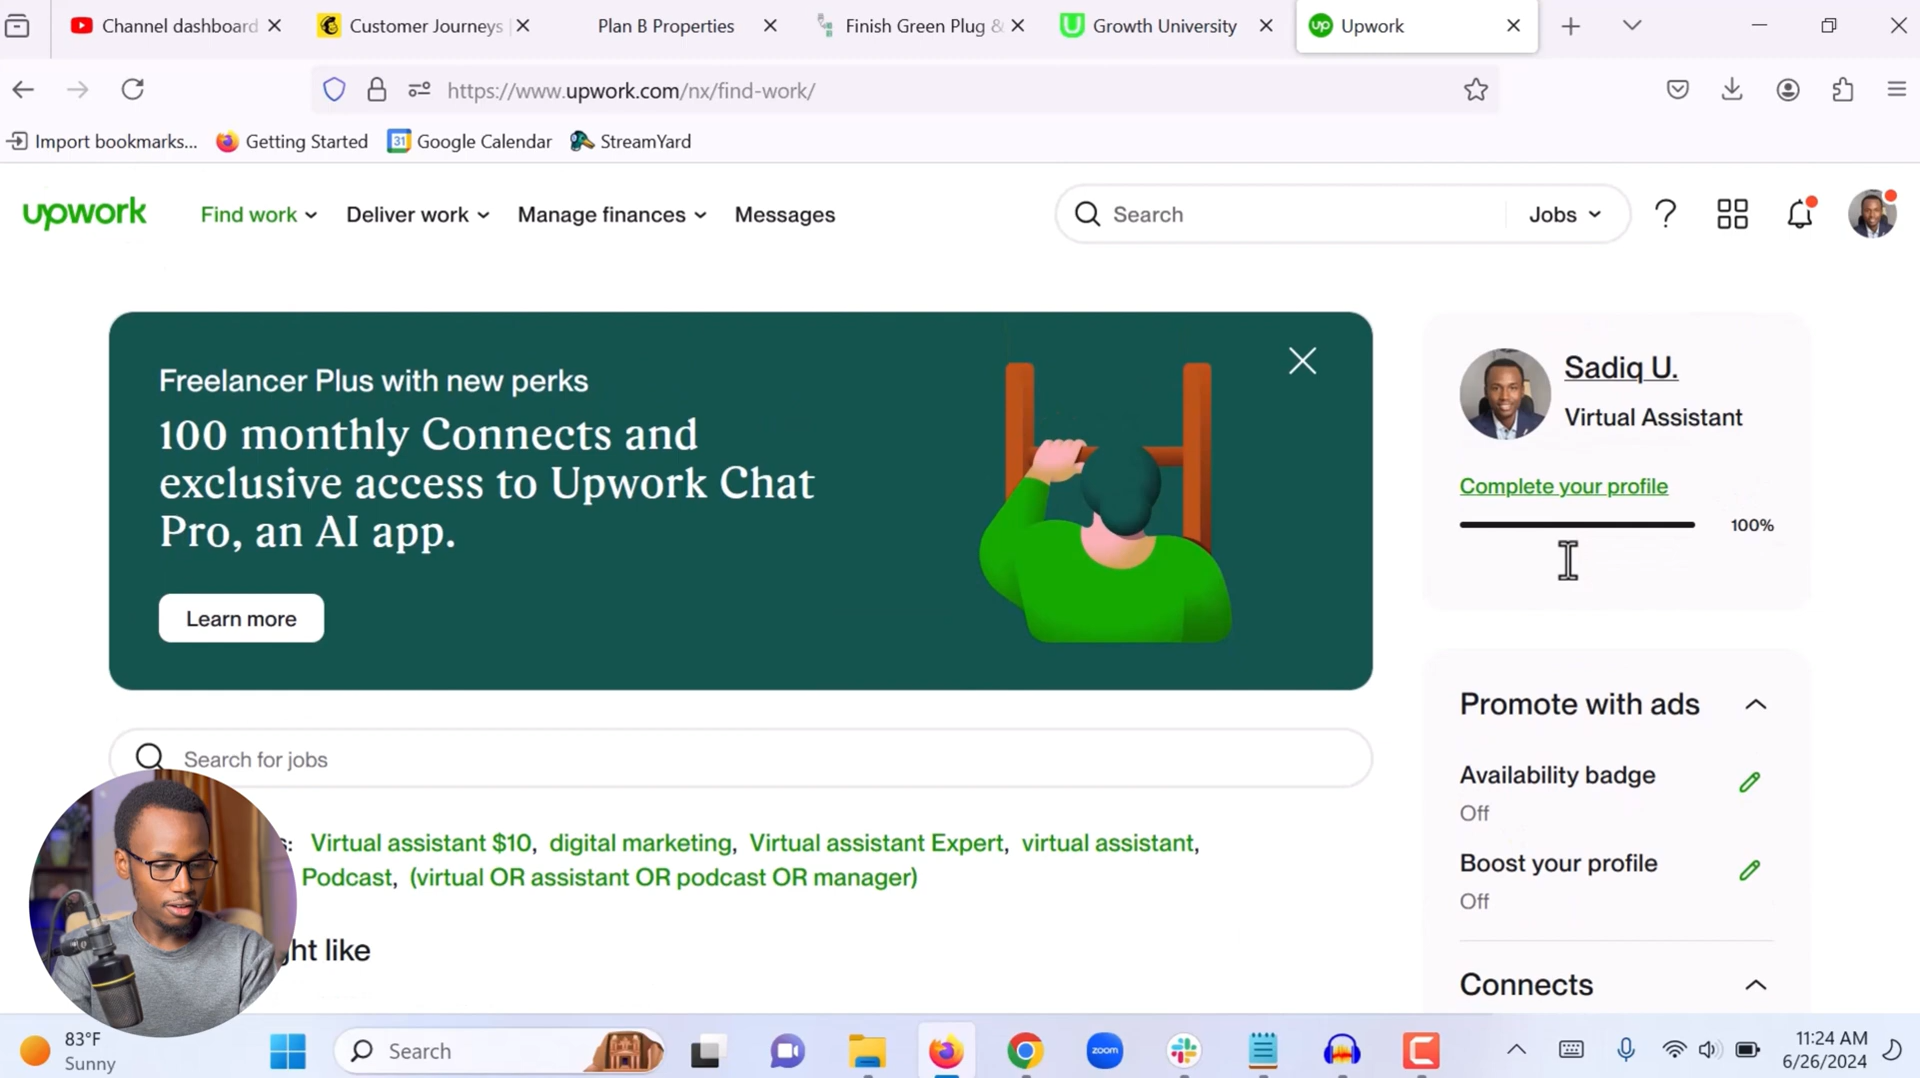 Channel dashboard
Customer Journeys
Plan B Properties
Finish Green Plug &
Growth University
up
Upwork
https://www.upwork.com/nx/find-work/
Import bookmarks...
Getting Started
31
Google Calendar
StreamYard
upwork
Find work
Deliver work
Manage finances
Messages
Search
Jobs
?
Freelancer Plus with new perks
100 monthly Connects and
exclusive access to Upwork Chat
Pro, an AI app.
Learn more
Sadiq U.
Virtual Assistant
Complete your profile
100%
Promote with ads
Availability badge
Off
Boost your profile
Off
Connects
Search for jobs
s: Virtual assistant $10, digital marketing, Virtual assistant Expert, virtual assistant,
Podcast, (virtual OR assistant OR podcast OR manager)
ght like
83°F
Sunny
Search
zoom
11:24 AM
6/26/2024